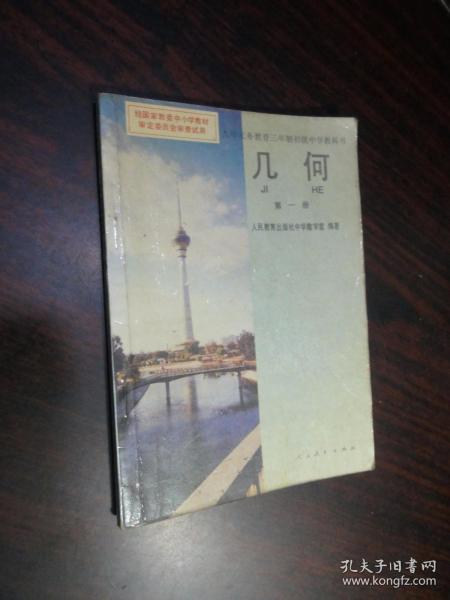 经国家教委中小学教材
审定委员会审查试用
九年义务教育三年制初级中学教科书
几何
JI HE
第一册
人民教育出版社中学数学室 编著
人民教育出版社
孔夫子旧书网
www.kongfz.com